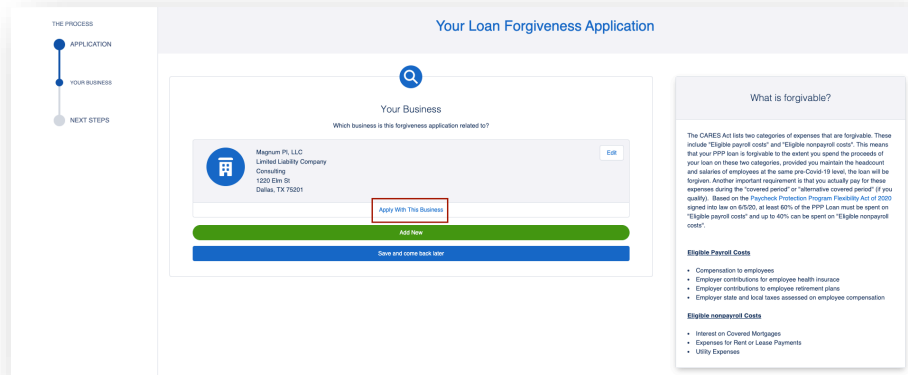 THE PROCESS
APPLICATION
YOUR BUSINESS
NEXT STEPS
Your Loan Forgiveness Application
Your Business
Which business is this forgiveness application related to?
Magnum PI, LLC
Limited Liability Company
Consulting
1220 Elm St
Dallas, TX 75201
Edit
Apply With This Business
Add New
Save and come back later
What is forgivable?
The CARES Act lists two categories of expenses that are forgivable. These
include "Eligible payroll costs" and "Eligible nonpayroll costs". This means
that your PPP loan is forgivable to the extent you spend the proceeds of
your loan on these two categories, provided you maintain the headcount
and salaries of employees at the same pre-Covid-19 level, the loan will be
forgiven. Another important requirement is that you actually pay for these
expenses during the "covered period" or "alternative covered period" (if you
qualify). Based on the Paycheck Protection Program Flexibility Act of 2020
signed into law on 6/5/20, at least 60% of the PPP Loan must be spent on
"Eligible payroll costs" and up to 40% can be spent on "Eligible nonpayroll
costs".
Eligible Payroll Costs
• Compensation to employees
• Employer contributions for employee health insurace
• Employer contributions to employee retirement plans
• Employer state and local taxes assessed on employee compensation
Eligible nonpayroll Costs
• Interest on Covered Mortgages
• Expenses for Rent or Lease Payments
• Utility Expenses